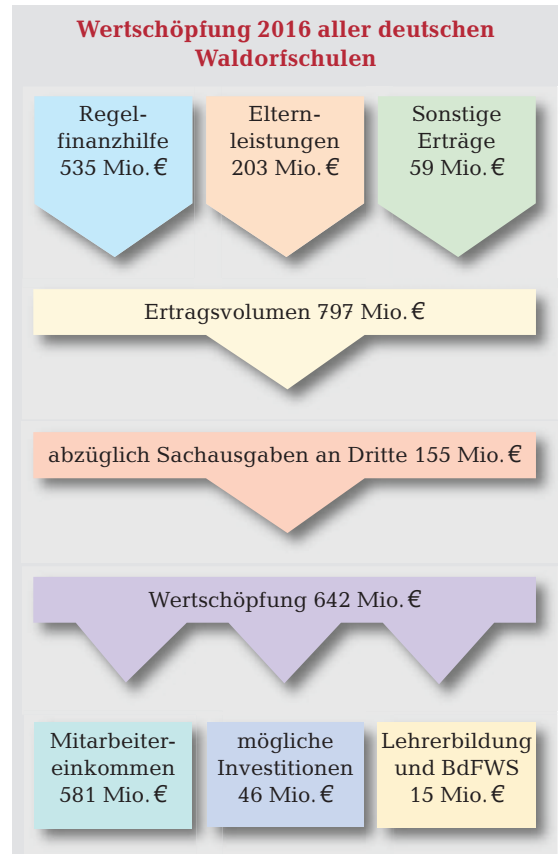 Wertschöpfung 2016 aller deutschen
Waldorfschulen
Regel-
finanzhilfe
535 Mio. €
Eltern-
leistungen
203 Mio. €
Sonstige
Erträge
59 Mio. €
Ertragsvolumen 797 Mio. €
abzüglich Sachausgaben an Dritte 155 Mio. €
Wertschöpfung 642 Mio. €
Mitarbeiter-
einkommen
581 Mio. €
mögliche
Investitionen
46 Mio. €
Lehrerbildung
und BdFWS
15 Mio. €